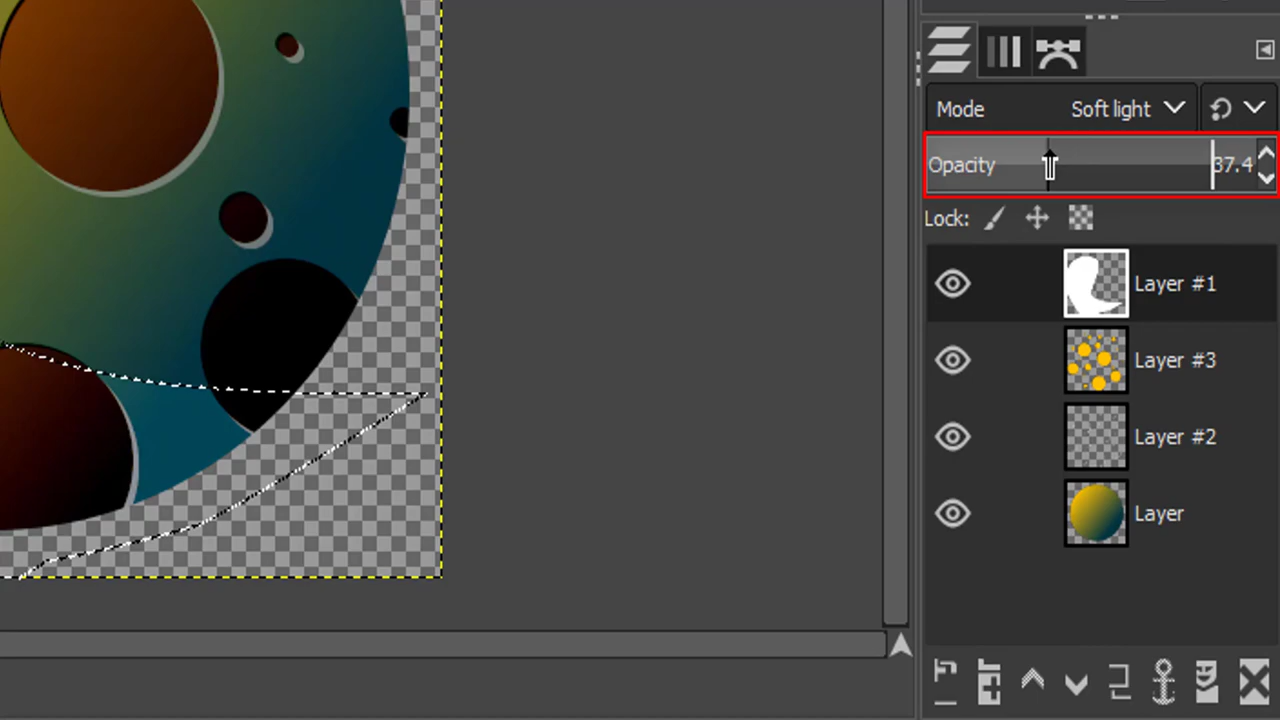 Mode Soft light
Opacity 37.4
Lock:
Layer #1
Layer #3
Layer #2
Layer